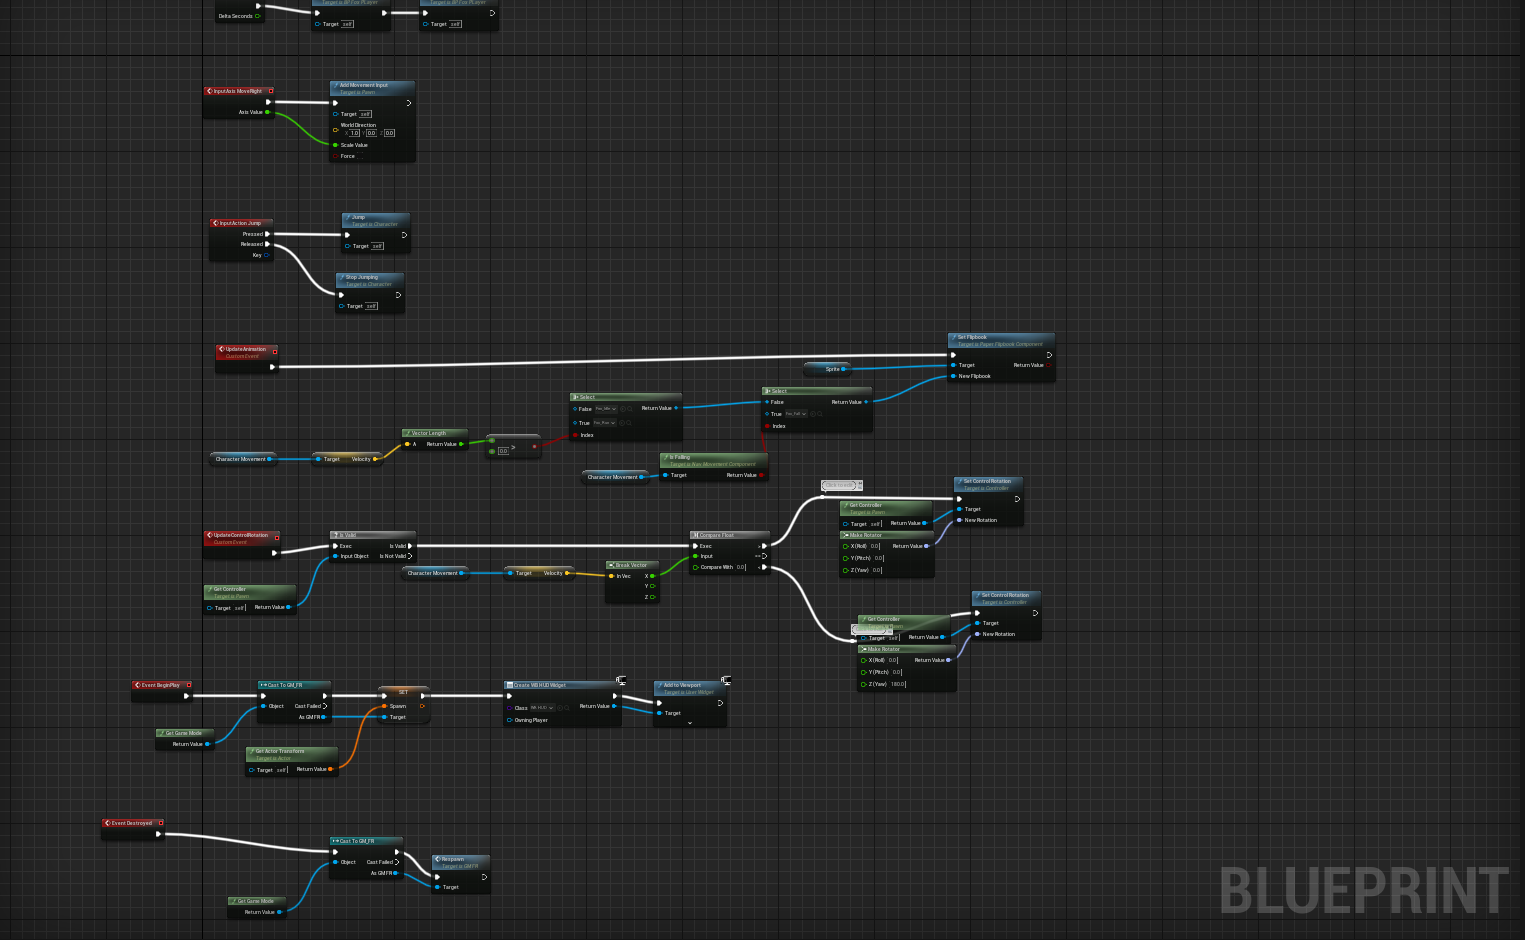 Target is BP Fox Player
Target is BP Fox Player
Delta Seconds
Target self
Target self
InputAxis MoveRight
Axis Value
Add Movement Input
Target is Pawn
Target self
World Direction
X 1.0 Y 0.0 Z 0.0
Scale Value
Force
InputAction Jump
Pressed
Released
Key
Jump
Target is Character
Target self
Stop Jumping
Target is Character
Target self
UpdateAnimation
Custom Event
Set Flipbook
Target is Paper Flipbook Component
Target
Return Value
New Flipbook
Sprite
Select
False
Return Value
True
Index
Select
False
Return Value
True
Index
Vector Length
A
Return Value
>
0.0
Character Movement
Target
Velocity
Character Movement
Is Falling
Target is Nav Movement Component
Target
Return Value
UpdateControlRotation
Custom Event
Is Valid
Exec
Is Valid
Input Object
Is Not Valid
Get Controller
Target is Pawn
Target self
Return Value
Character Movement
Target
Velocity
Break Vector
In Vec
X
Y
Z
Compare Float
Exec
>
Input
==
Compare With 0.0
<
Get Controller
Target is Pawn
Target self
Return Value
Make Rotator
X (Roll) 0.0
Return Value
Y (Pitch) 0.0
Z (Yaw) 0.0
Set Control Rotation
Target is Controller
Target
New Rotation
Get Controller
Target self
Return Value
Make Rotator
X (Roll) 0.0
Return Value
Y (Pitch) 0.0
Z (Yaw) 180.0
Set Control Rotation
Target is Controller
Target
New Rotation
Event BeginPlay
Cast To GM_FR
Object
Cast Failed
As GM FR
Get Game Mode
Return Value
SET
Spawn
Target
Get Actor Transform
Target is Actor
Target self
Return Value
Create WB HUD Widget
Class WB HUD
Return Value
Owning Player
Add to Viewport
Target is User Widget
Target
Event Destroyed
Cast To GM_FR
Object
Cast Failed
As GM FR
Get Game Mode
Return Value
Respawn
Target is GM FR
Target
BLUEPRINT